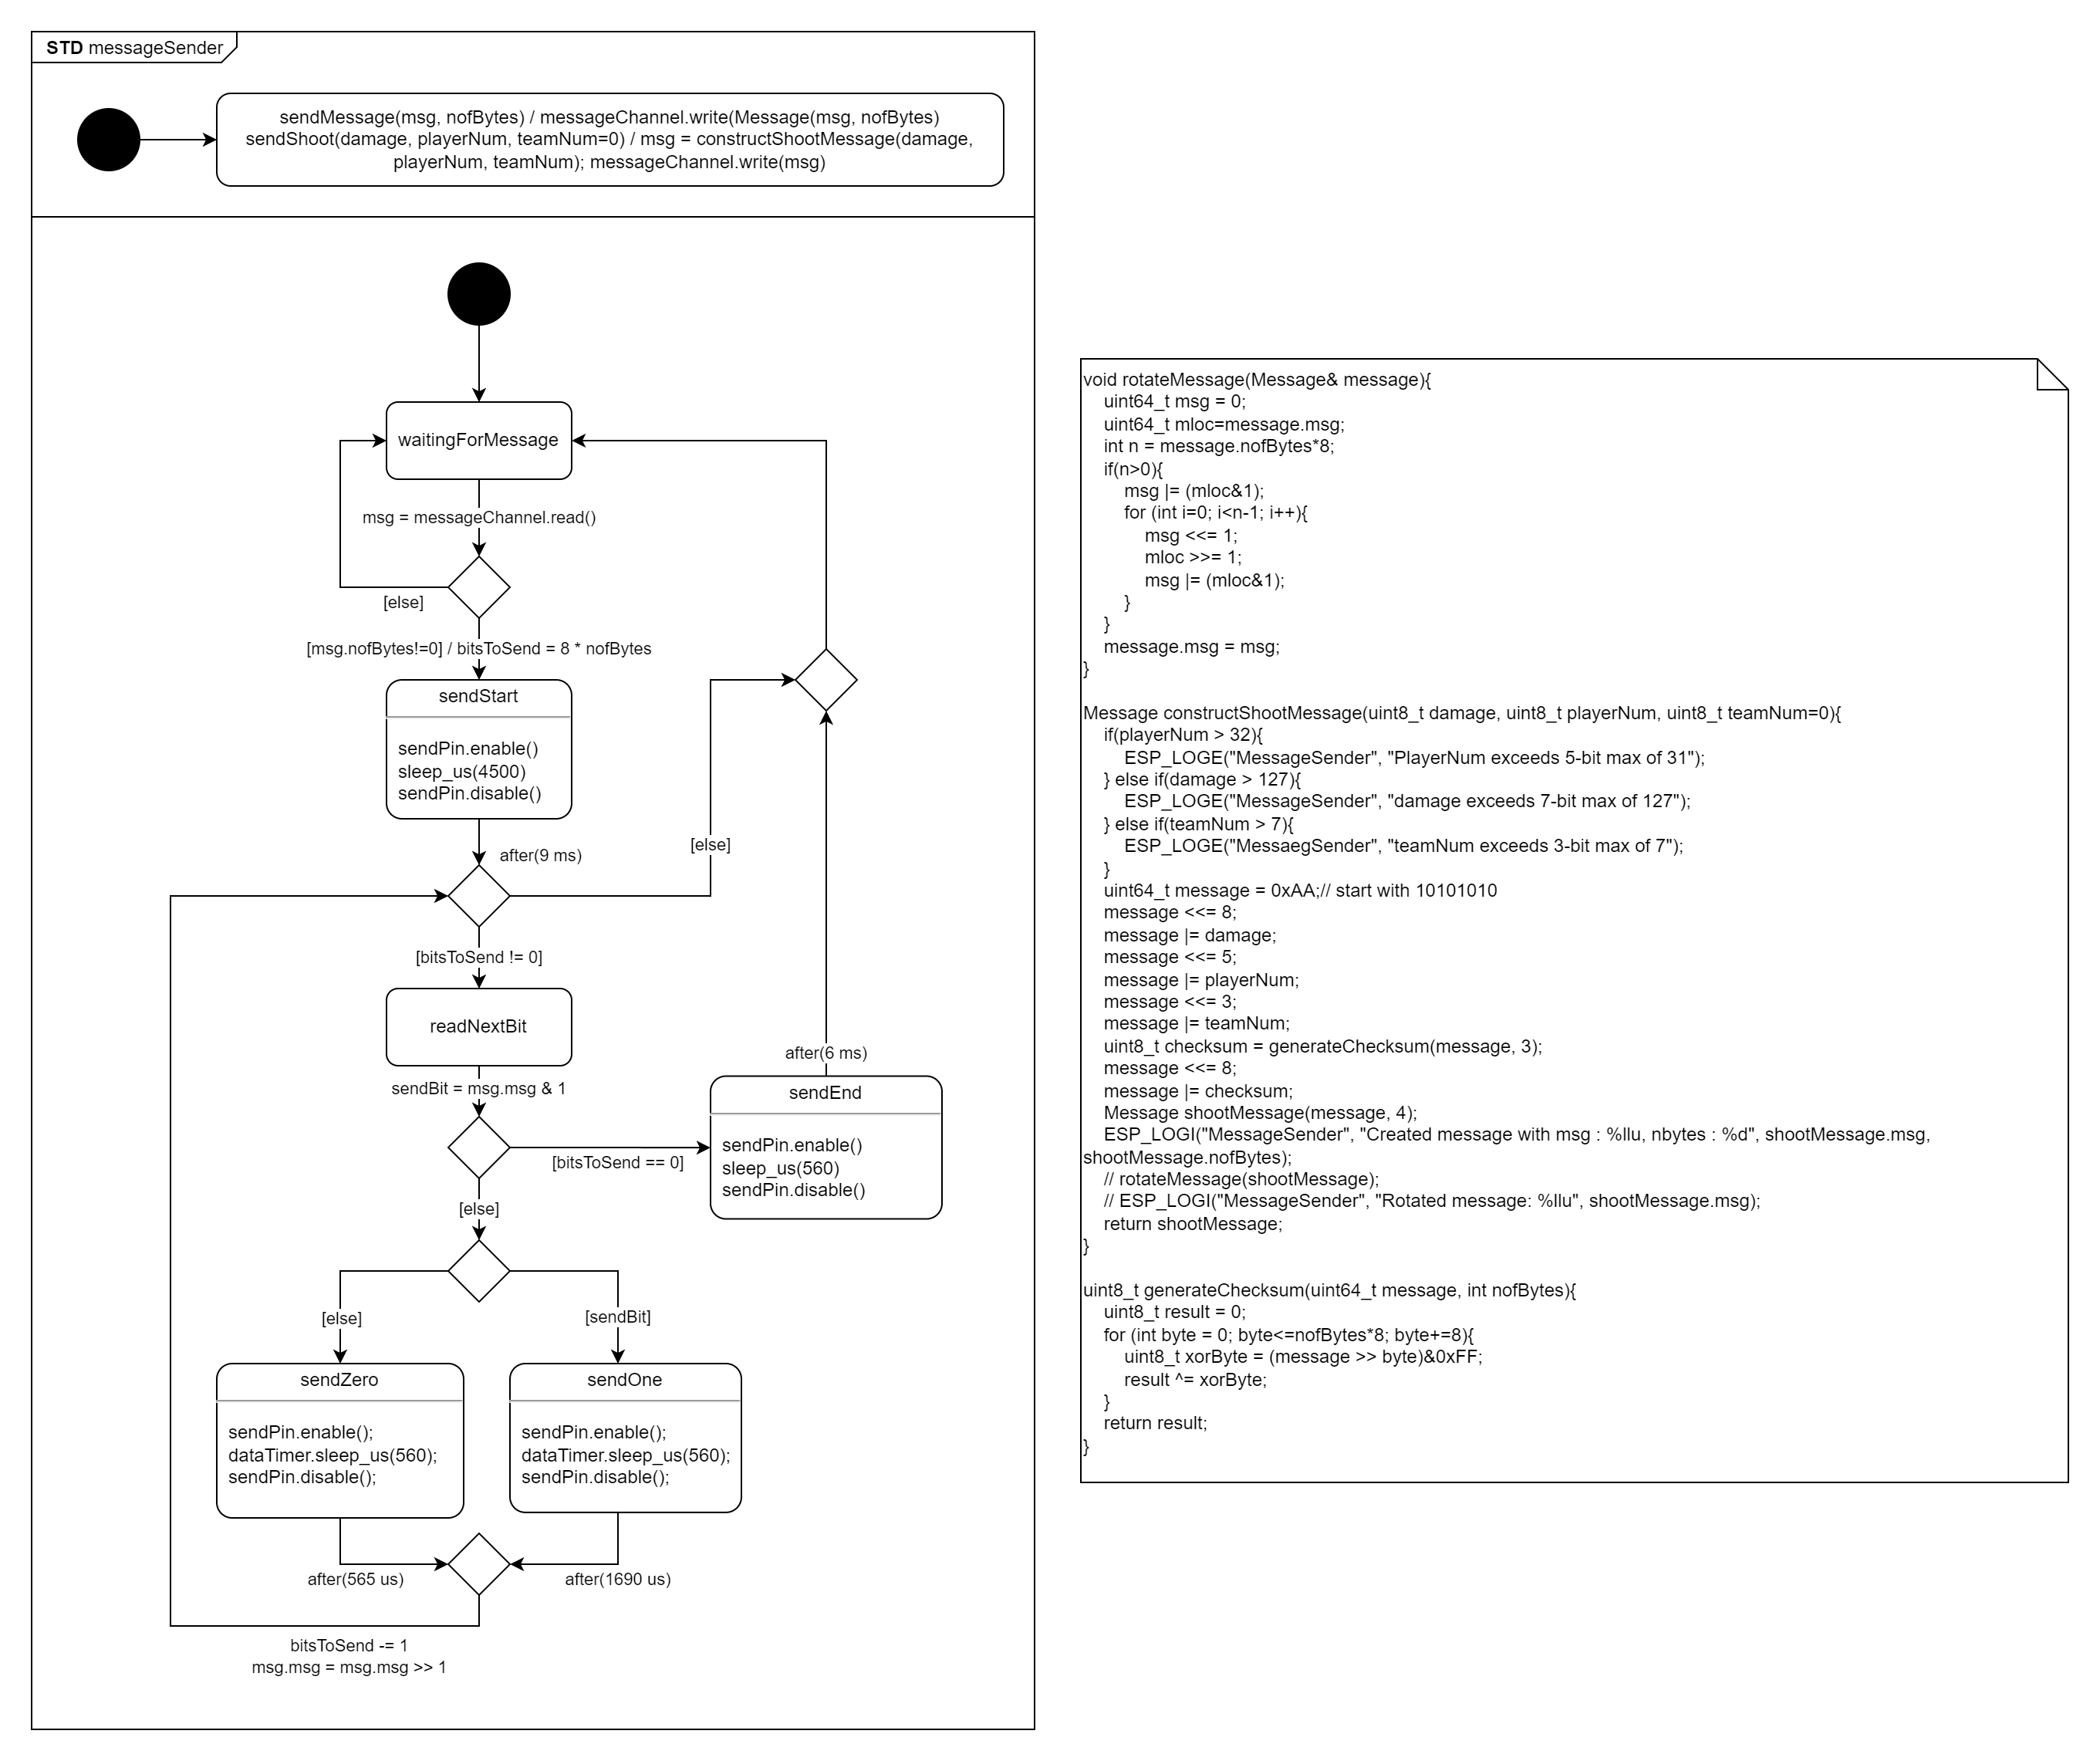 STD messageSender
sendMessage(msg, nofBytes) / messageChannel.write(Message(msg, nofBytes)
sendShoot(damage, playerNum, teamNum=0) / msg = constructShootMessage(damage,
playerNum, teamNum); messageChannel.write(msg)
waitingForMessage
msg = messageChannel.read()
[else]
[msg.nofBytes!=0] / bitsToSend = 8 * nofBytes
sendStart
sendPin.enable()
sleep_us(4500)
sendPin.disable()
after(9 ms)
[else]
[bitsToSend != 0]
readNextBit
sendBit = msg.msg & 1
[bitsToSend == 0]
after(6 ms)
sendEnd
sendPin.enable()
sleep_us(560)
sendPin.disable()
[else]
[else]
[sendBit]
sendZero
sendPin.enable();
dataTimer.sleep_us(560);
sendPin.disable();
sendOne
sendPin.enable();
dataTimer.sleep_us(560);
sendPin.disable();
after(565 us)
after(1690 us)
bitsToSend -= 1
msg.msg = msg.msg >> 1
void rotateMessage(Message& message){
uint64_t msg = 0;
uint64_t mloc=message.msg;
int n = message.nofBytes*8;
if(n>0){
msg |= (mloc&1);
for (int i=0; i<n-1; i++){
msg <<= 1;
mloc >>= 1;
msg |= (mloc&1);
}
}
message.msg = msg;
}
Message constructShootMessage(uint8_t damage, uint8_t playerNum, uint8_t teamNum=0){
if(playerNum > 32){
ESP_LOGE("MessageSender", "PlayerNum exceeds 5-bit max of 31");
} else if(damage > 127){
ESP_LOGE("MessageSender", "damage exceeds 7-bit max of 127");
} else if(teamNum > 7){
ESP_LOGE("MessaegSender", "teamNum exceeds 3-bit max of 7");
}
uint64_t message = 0xAA;// start with 10101010
message <<= 8;
message |= damage;
message <<= 5;
message |= playerNum;
message <<= 3;
message |= teamNum;
uint8_t checksum = generateChecksum(message, 3);
message <<= 8;
message |= checksum;
Message shootMessage(message, 4);
ESP_LOGI("MessageSender", "Created message with msg : %llu, nbytes : %d", shootMessage.msg,
shootMessage.nofBytes);
// rotateMessage(shootMessage);
// ESP_LOGI("MessageSender", "Rotated message: %llu", shootMessage.msg);
return shootMessage;
}
uint8_t generateChecksum(uint64_t message, int nofBytes){
uint8_t result = 0;
for (int byte = 0; byte<=nofBytes*8; byte+=8){
uint8_t xorByte = (message >> byte)&0xFF;
result ^= xorByte;
}
return result;
}